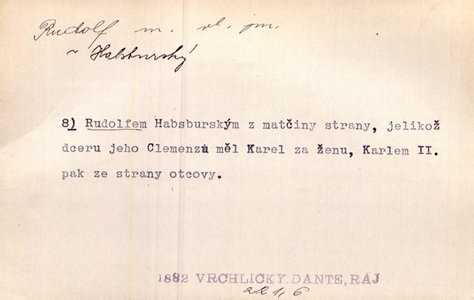 Rudolf m. vl. jm.
~ Habsburský
8) Rudolfem Habsburským z matčiny strany, jelikož
dceru jeho Clemenzu měl Karel za ženu, Karlem II.
pak ze strany otcovy.
1882 VRCHLICKÝ DANTE, RÁJ